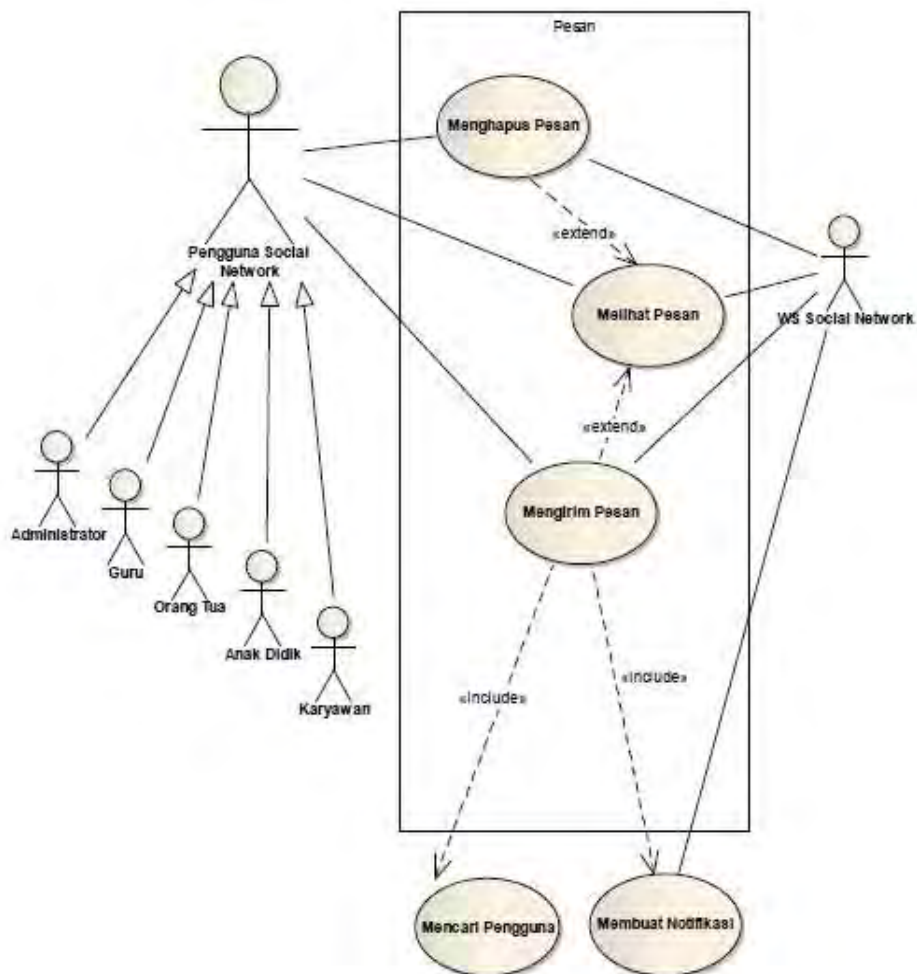 Pesan
Menghapus Pesan
Pengguna Social
Network
«extend»
Melihat Pesan
WS Social Network
«extend»
Mengirim Pesan
Administrator
Guru
Orang Tua
Anak Didik
Karyawan
«include»
«include»
Mencari Pengguna
Membuat Notifikasi